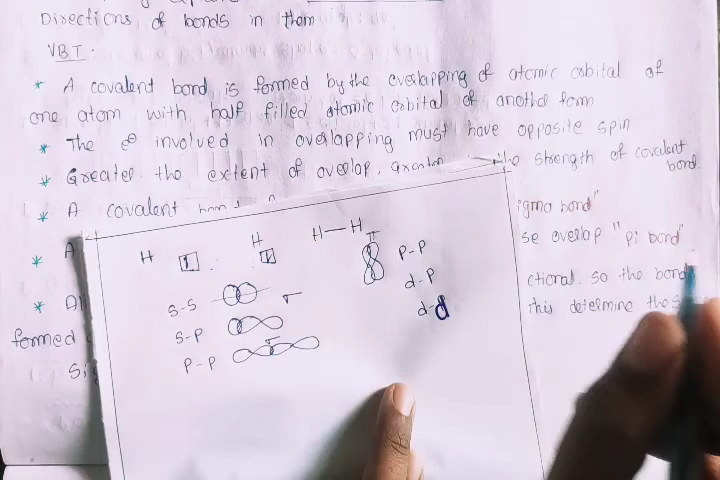 Directions of bonds in them
VBT.
* A covalent bond is formed by the overlapping of atomic orbital of
one atom with half filled atomic orbital of another form
* The e⊖ involved in overlapping must have opposite spin
* Greater the extent of overlap, the strength of covalent
bond.
* A covalent igma bond"
* A se overlap "pi bond"
ctional. so the bond
* Al this determine the
formed
Si
H H H—H
π
S-S σ
S-P
P-P σ
P-P
d-P
d-d